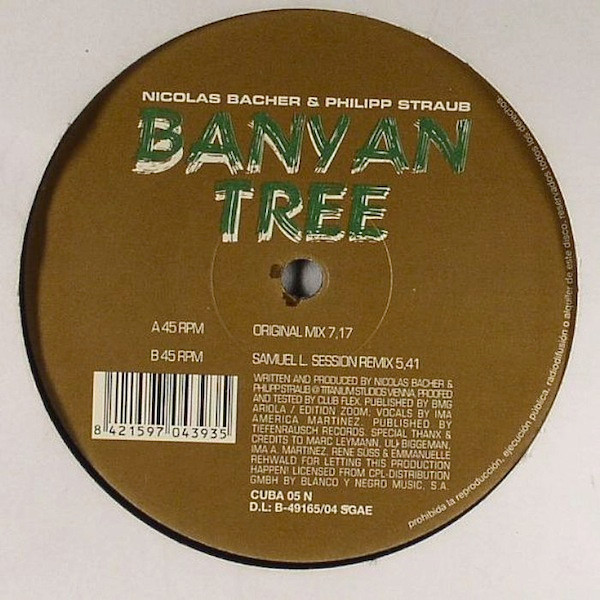 NICOLAS BACHER & PHILIPP STRAUB
BANYAN
TREE
A 45 RPM ORIGINAL MIX 7,17
B 45 RPM SAMUEL L. SESSION REMIX 5,41
WRITTEN AND PRODUCED BY NICOLAS BACHER &
PHILIPP STRAUB @ TITANIUM STUDIOS VIENNA. PROOFED
AND TESTED BY CLUB FLEX. PUBLISHED BY BMG
ARIOLA / EDITION ZOOM. VOCALS BY IMA
AMERICA MARTINEZ. PUBLISHED BY
TIEFENRAUSCH RECORDS. SPECIAL THANX &
CREDITS TO MARC LEYMANN, ULI BIGGEMAN,
IMA A. MARTINEZ, RENE SÜSS & EMMANUELLE
REHWALD FOR LETTING THIS PRODUCTION
HAPPEN! LICENSED FROM CPL-DISTRIBUTION
GMBH BY BLANCO Y NEGRO MUSIC, S.A.
8 421597 043935
CUBA 05 N
D.L: B-49165/04 SGAE
prohibida la reproducción, ejecución pública, radiodifusión o alquiler de este disco, reservados todos los derechos